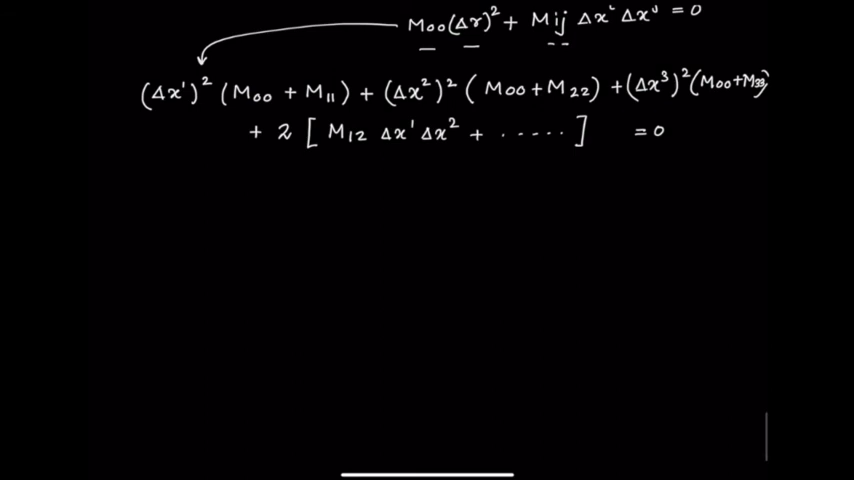 M₀₀(Δr)² + Mᵢⱼ Δxⁱ Δxʲ = 0
(Δx¹)² (M₀₀ + M₁₁) + (Δx²)² (M₀₀ + M₂₂) + (Δx³)² (M₀₀ + M₃₃)
+ 2 [ M₁₂ Δx¹ Δx² + ...... ] = 0